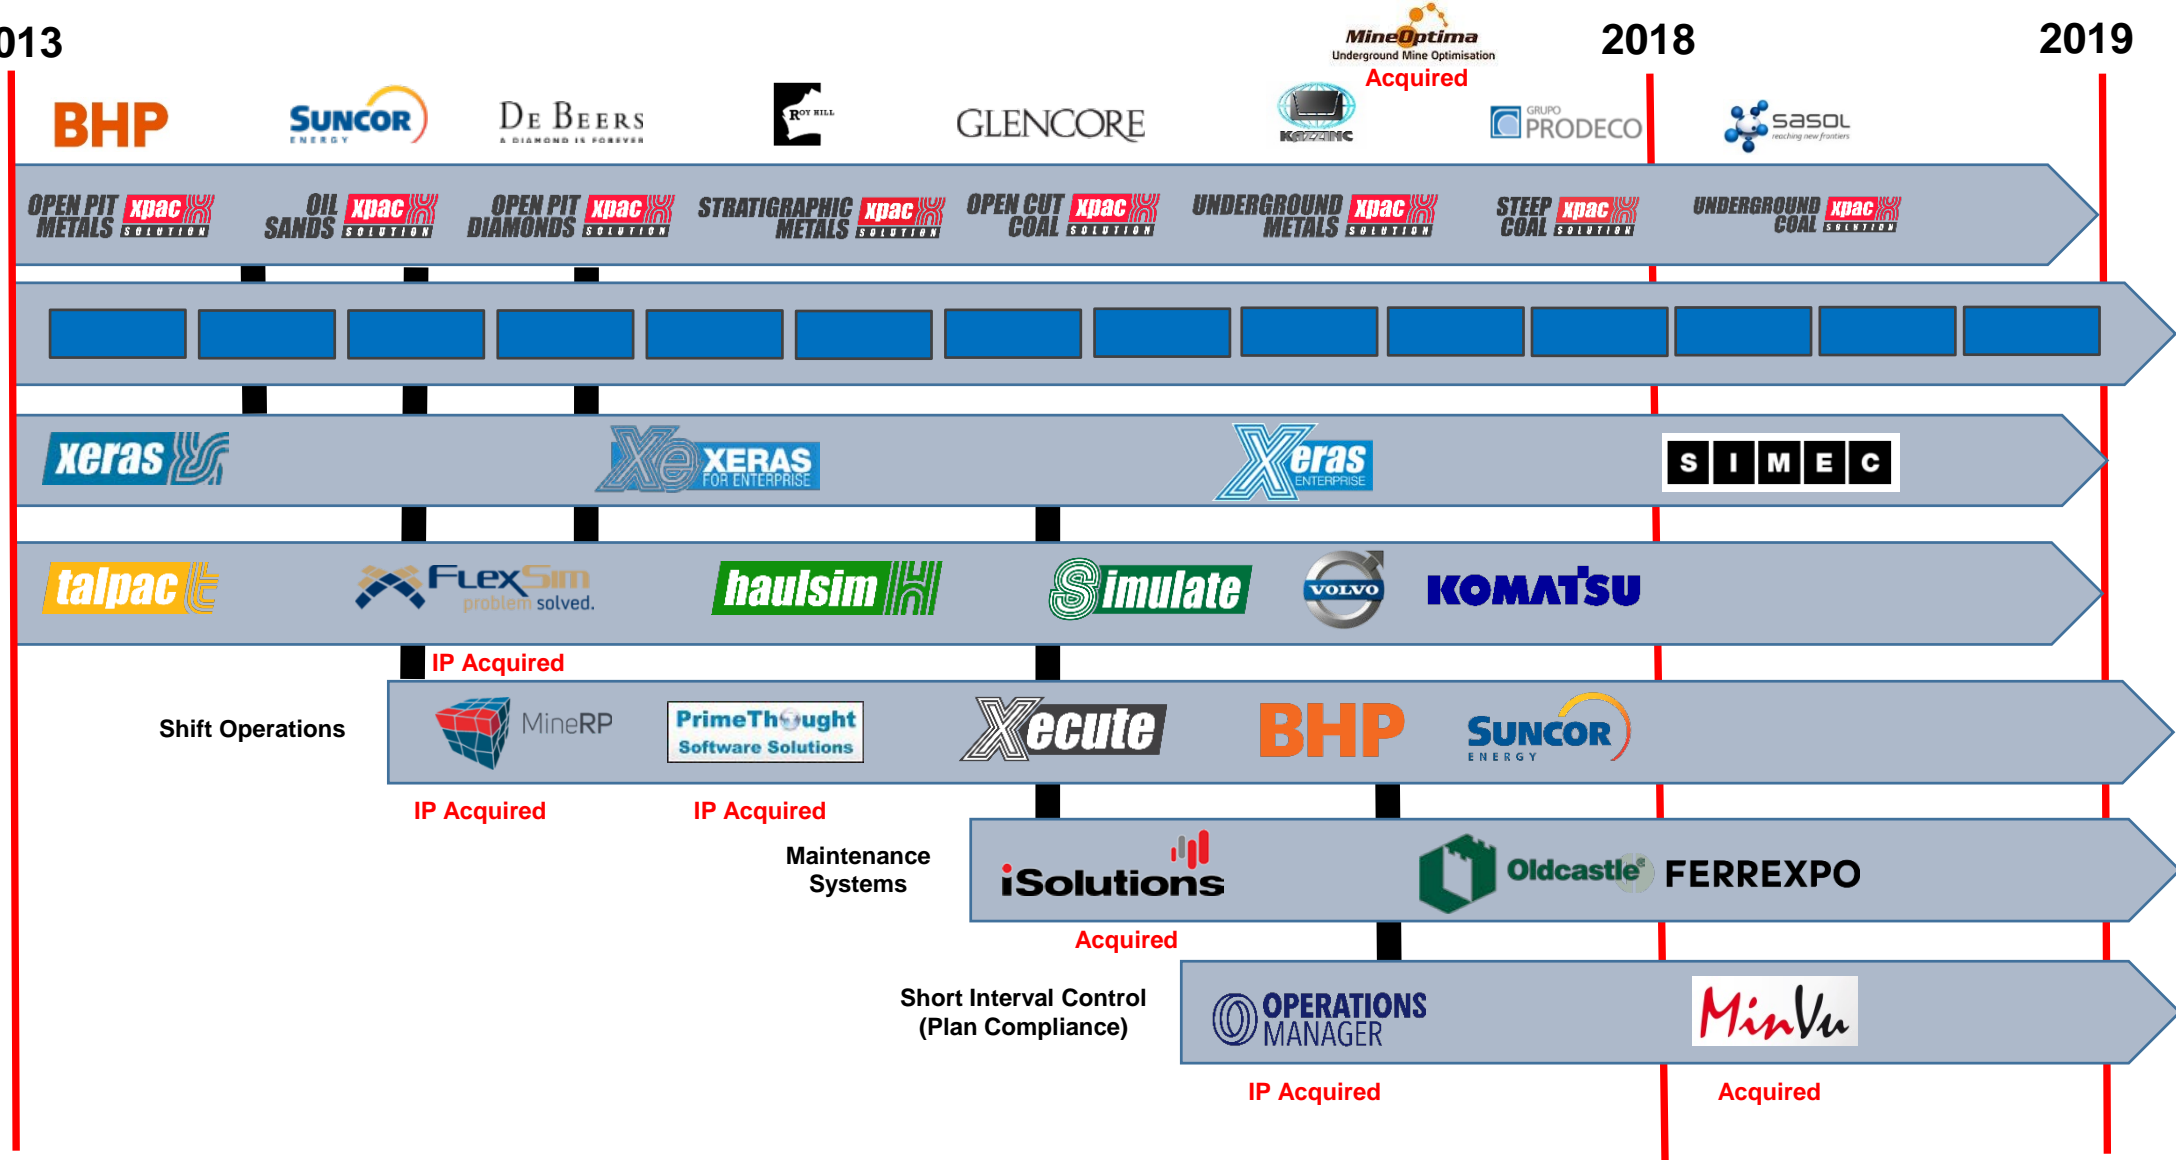 013
2018
2019
MineOptima
Underground Mine Optimisation
Acquired
BHP
SUNCOR
ENERGY
DE BEERS
A DIAMOND IS FOREVER
ROY HILL
GLENCORE
KAZZINC
GRUPO
PRODECO
sasol
reaching new frontiers
OPEN PIT
METALS
xpac
SOLUTION
OIL
SANDS
xpac
SOLUTION
OPEN PIT
DIAMONDS
xpac
SOLUTION
STRATIGRAPHIC
METALS
xpac
SOLUTION
OPEN CUT
COAL
xpac
SOLUTION
UNDERGROUND
METALS
xpac
SOLUTION
STEEP
COAL
xpac
SOLUTION
UNDERGROUND
COAL
xpac
SOLUTION
xeras
Xe XERAS
FOR ENTERPRISE
Xeras
ENTERPRISE
SIMEC
talpac t
FLEXSIM
problem solved.
haulsim H
Simulate
VOLVO
KOMATSU
IP Acquired
Shift Operations
MineRP
PrimeThought
Software Solutions
Xecute
BHP
SUNCOR
ENERGY
IP Acquired
IP Acquired
Maintenance
Systems
iSolutions
Oldcastle
FERREXPO
Acquired
Short Interval Control
(Plan Compliance)
OPERATIONS
MANAGER
MinVu
IP Acquired
Acquired